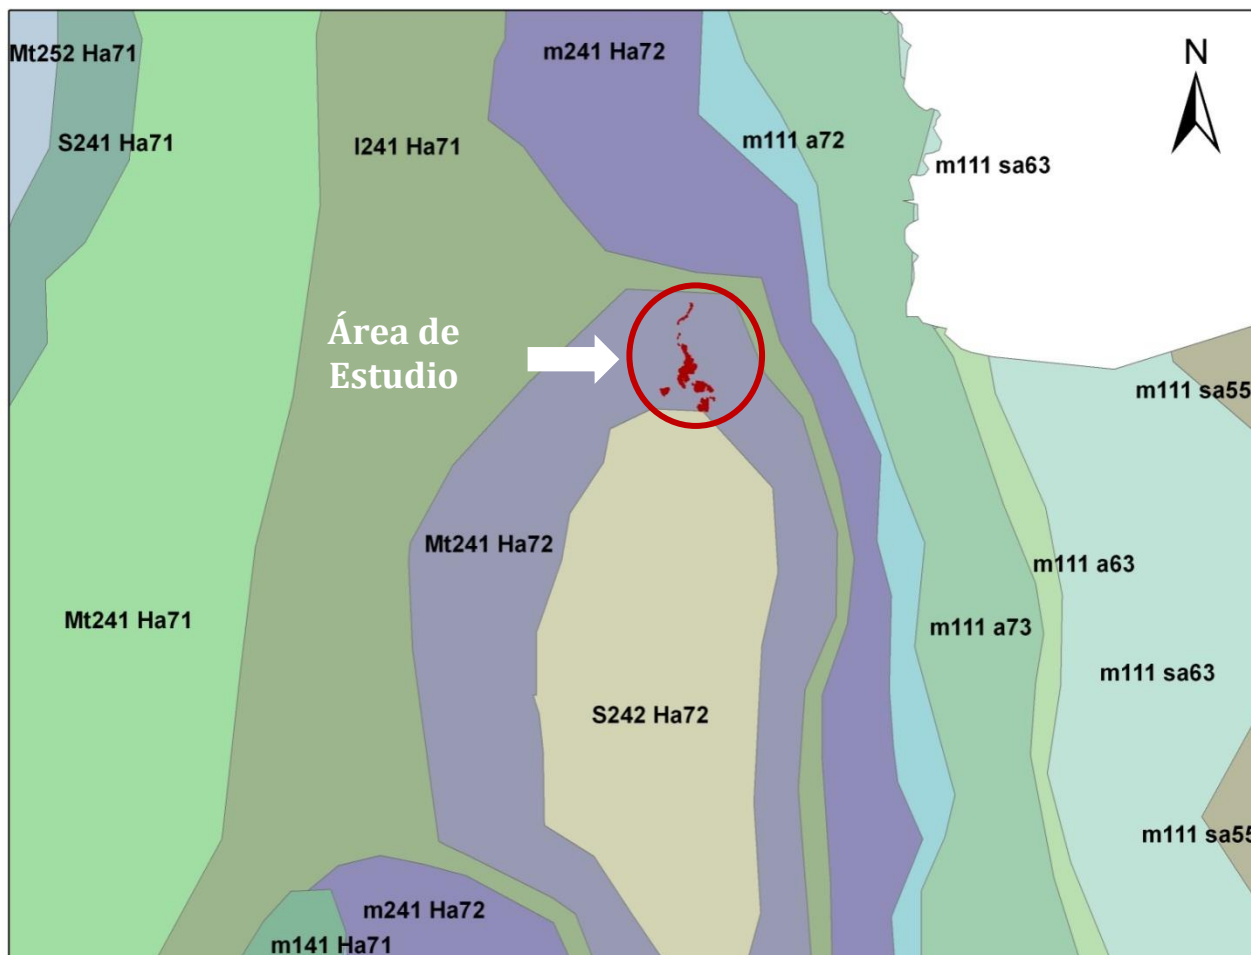 Mt252 Ha71
m241 Ha72
N
S241 Ha71
I241 Ha71
m111 a72
m111 sa63
Área de
Estudio
m111 sa55
Mt241 Ha72
m111 a63
Mt241 Ha71
m111 a73
m111 sa63
S242 Ha72
m111 sa55
m241 Ha72
m141 Ha71